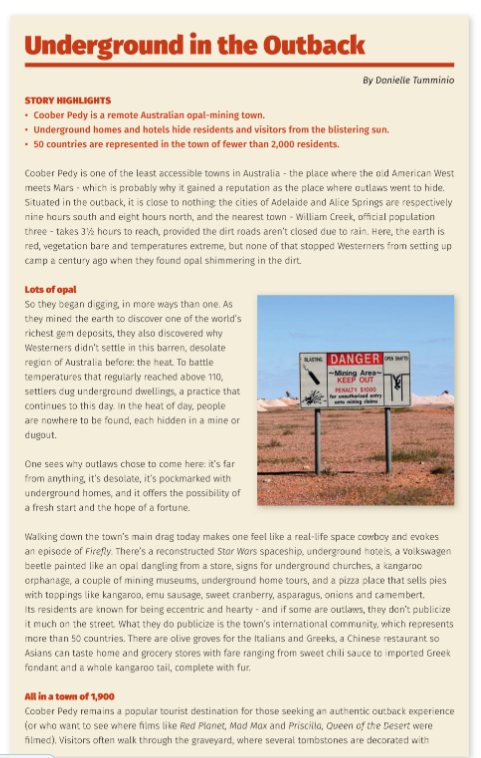 Underground in the Outback
By Danielle Tumminio
STORY HIGHLIGHTS
• Coober Pedy is a remote Australian opal-mining town.
• Underground homes and hotels hide residents and visitors from the blistering sun.
• 50 countries are represented in the town of fewer than 2,000 residents.
Coober Pedy is one of the least accessible towns in Australia - the place where the old American West
meets Mars - which is probably why it gained a reputation as the place where outlaws went to hide.
Situated in the outback, it is close to nothing: the cities of Adelaide and Alice Springs are respectively
nine hours south and eight hours north, and the nearest town - William Creek, official population
three - takes 3½ hours to reach, provided the dirt roads aren't closed due to rain. Here, the earth is
red, vegetation bare and temperatures extreme, but none of that stopped Westerners from setting up
camp a century ago when they found opal shimmering in the dirt.
Lots of opal
So they began digging, in more ways than one. As
they mined the earth to discover one of the world's
richest gem deposits, they also discovered why
Westerners didn't settle in this barren, desolate
region of Australia before: the heat. To battle
temperatures that regularly reached above 110,
settlers dug underground dwellings, a practice that
continues to this day. In the heat of day, people
are nowhere to be found, each hidden in a mine or
dugout.
One sees why outlaws chose to come here: it's far
from anything, it's desolate, it's pockmarked with
underground homes, and it offers the possibility of
a fresh start and the hope of a fortune.
BLASTING
DANGER
OPEN SHAFTS
~Mining Area~
KEEP OUT
PENALTY $1000
for unauthorised entry
onto mining claims
Walking down the town's main drag today makes one feel like a real-life space cowboy and evokes
an episode of Firefly. There's a reconstructed Star Wars spaceship, underground hotels, a Volkswagen
beetle painted like an opal dangling from a store, signs for underground churches, a kangaroo
orphanage, a couple of mining museums, underground home tours, and a pizza place that sells pies
with toppings like kangaroo, emu sausage, sweet cranberry, asparagus, onions and camembert.
Its residents are known for being eccentric and hearty - and if some are outlaws, they don't publicize
it much on the street. What they do publicize is the town's international community, which represents
more than 50 countries. There are olive groves for the Italians and Greeks, a Chinese restaurant so
Asians can taste home and grocery stores with fare ranging from sweet chili sauce to imported Greek
fondant and a whole kangaroo tail, complete with fur.
All in a town of 1,900
Coober Pedy remains a popular tourist destination for those seeking an authentic outback experience
(or who want to see where films like Red Planet, Mad Max and Priscilla, Queen of the Desert were
filmed). Visitors often walk through the graveyard, where several tombstones are decorated with